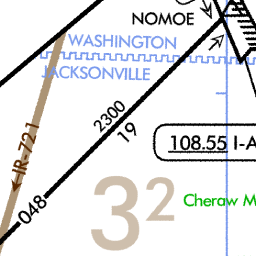 NOMOE
WASHINGTON
JACKSONVILLE
2300
19
IR-721
108.55 I-A
048
3²
Cheraw M